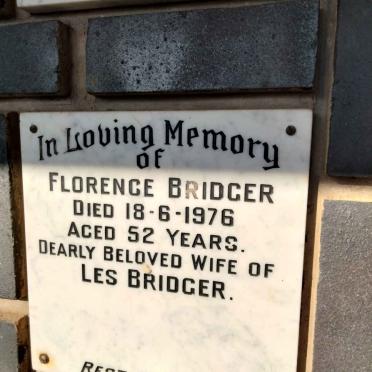 In Loving Memory
of
FLORENCE BRIDGER
DIED 18-6-1976
AGED 52 YEARS.
DEARLY BELOVED WIFE OF
LES BRIDGER.